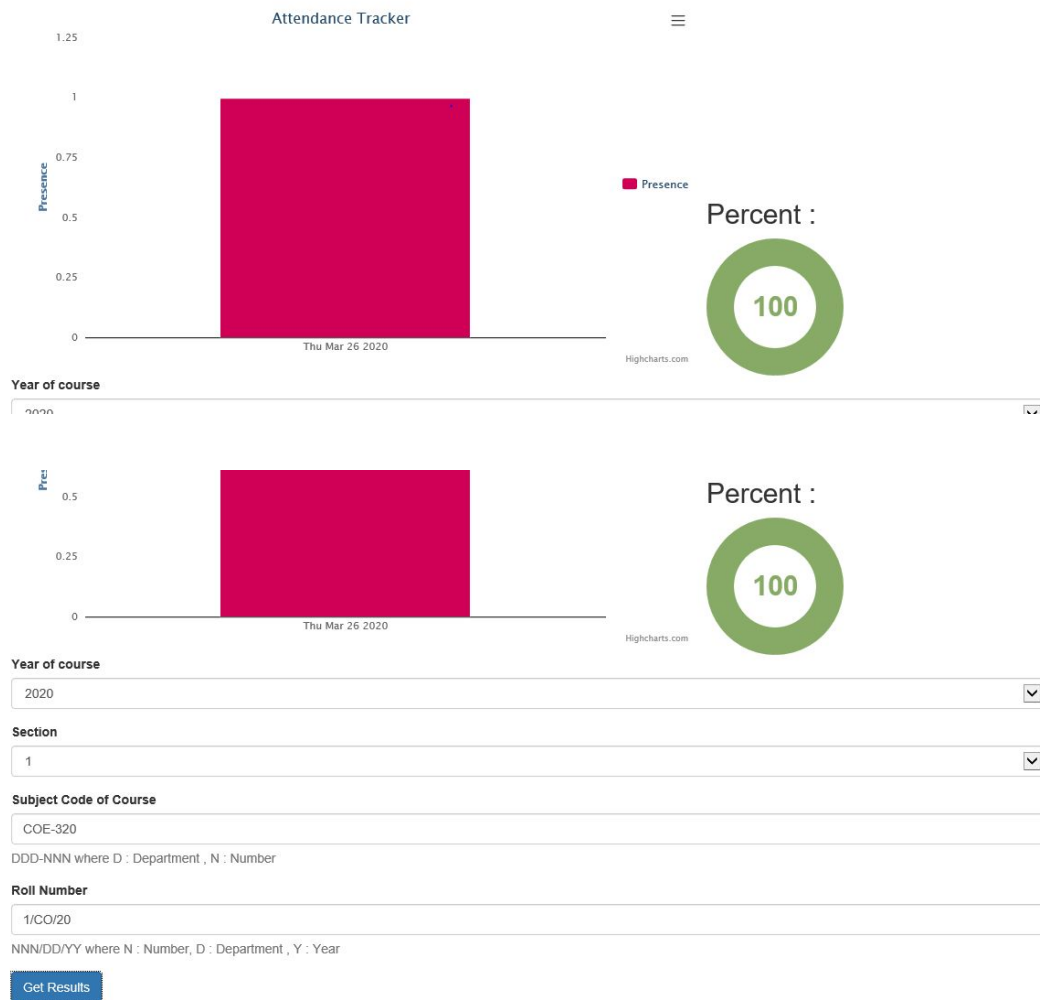 Attendance Tracker
1.25
1
0.75
0.5
0.25
0
Presence
Thu Mar 26 2020
Presence
Highcharts.com
Percent :
100
Year of course
2020
0.5
0.25
0
Thu Mar 26 2020
Highcharts.com
Percent :
100
Year of course
2020
Section
1
Subject Code of Course
COE-320
DDD-NNN where D : Department , N : Number
Roll Number
1/CO/20
NNN/DD/YY where N : Number, D : Department , Y : Year
Get Results